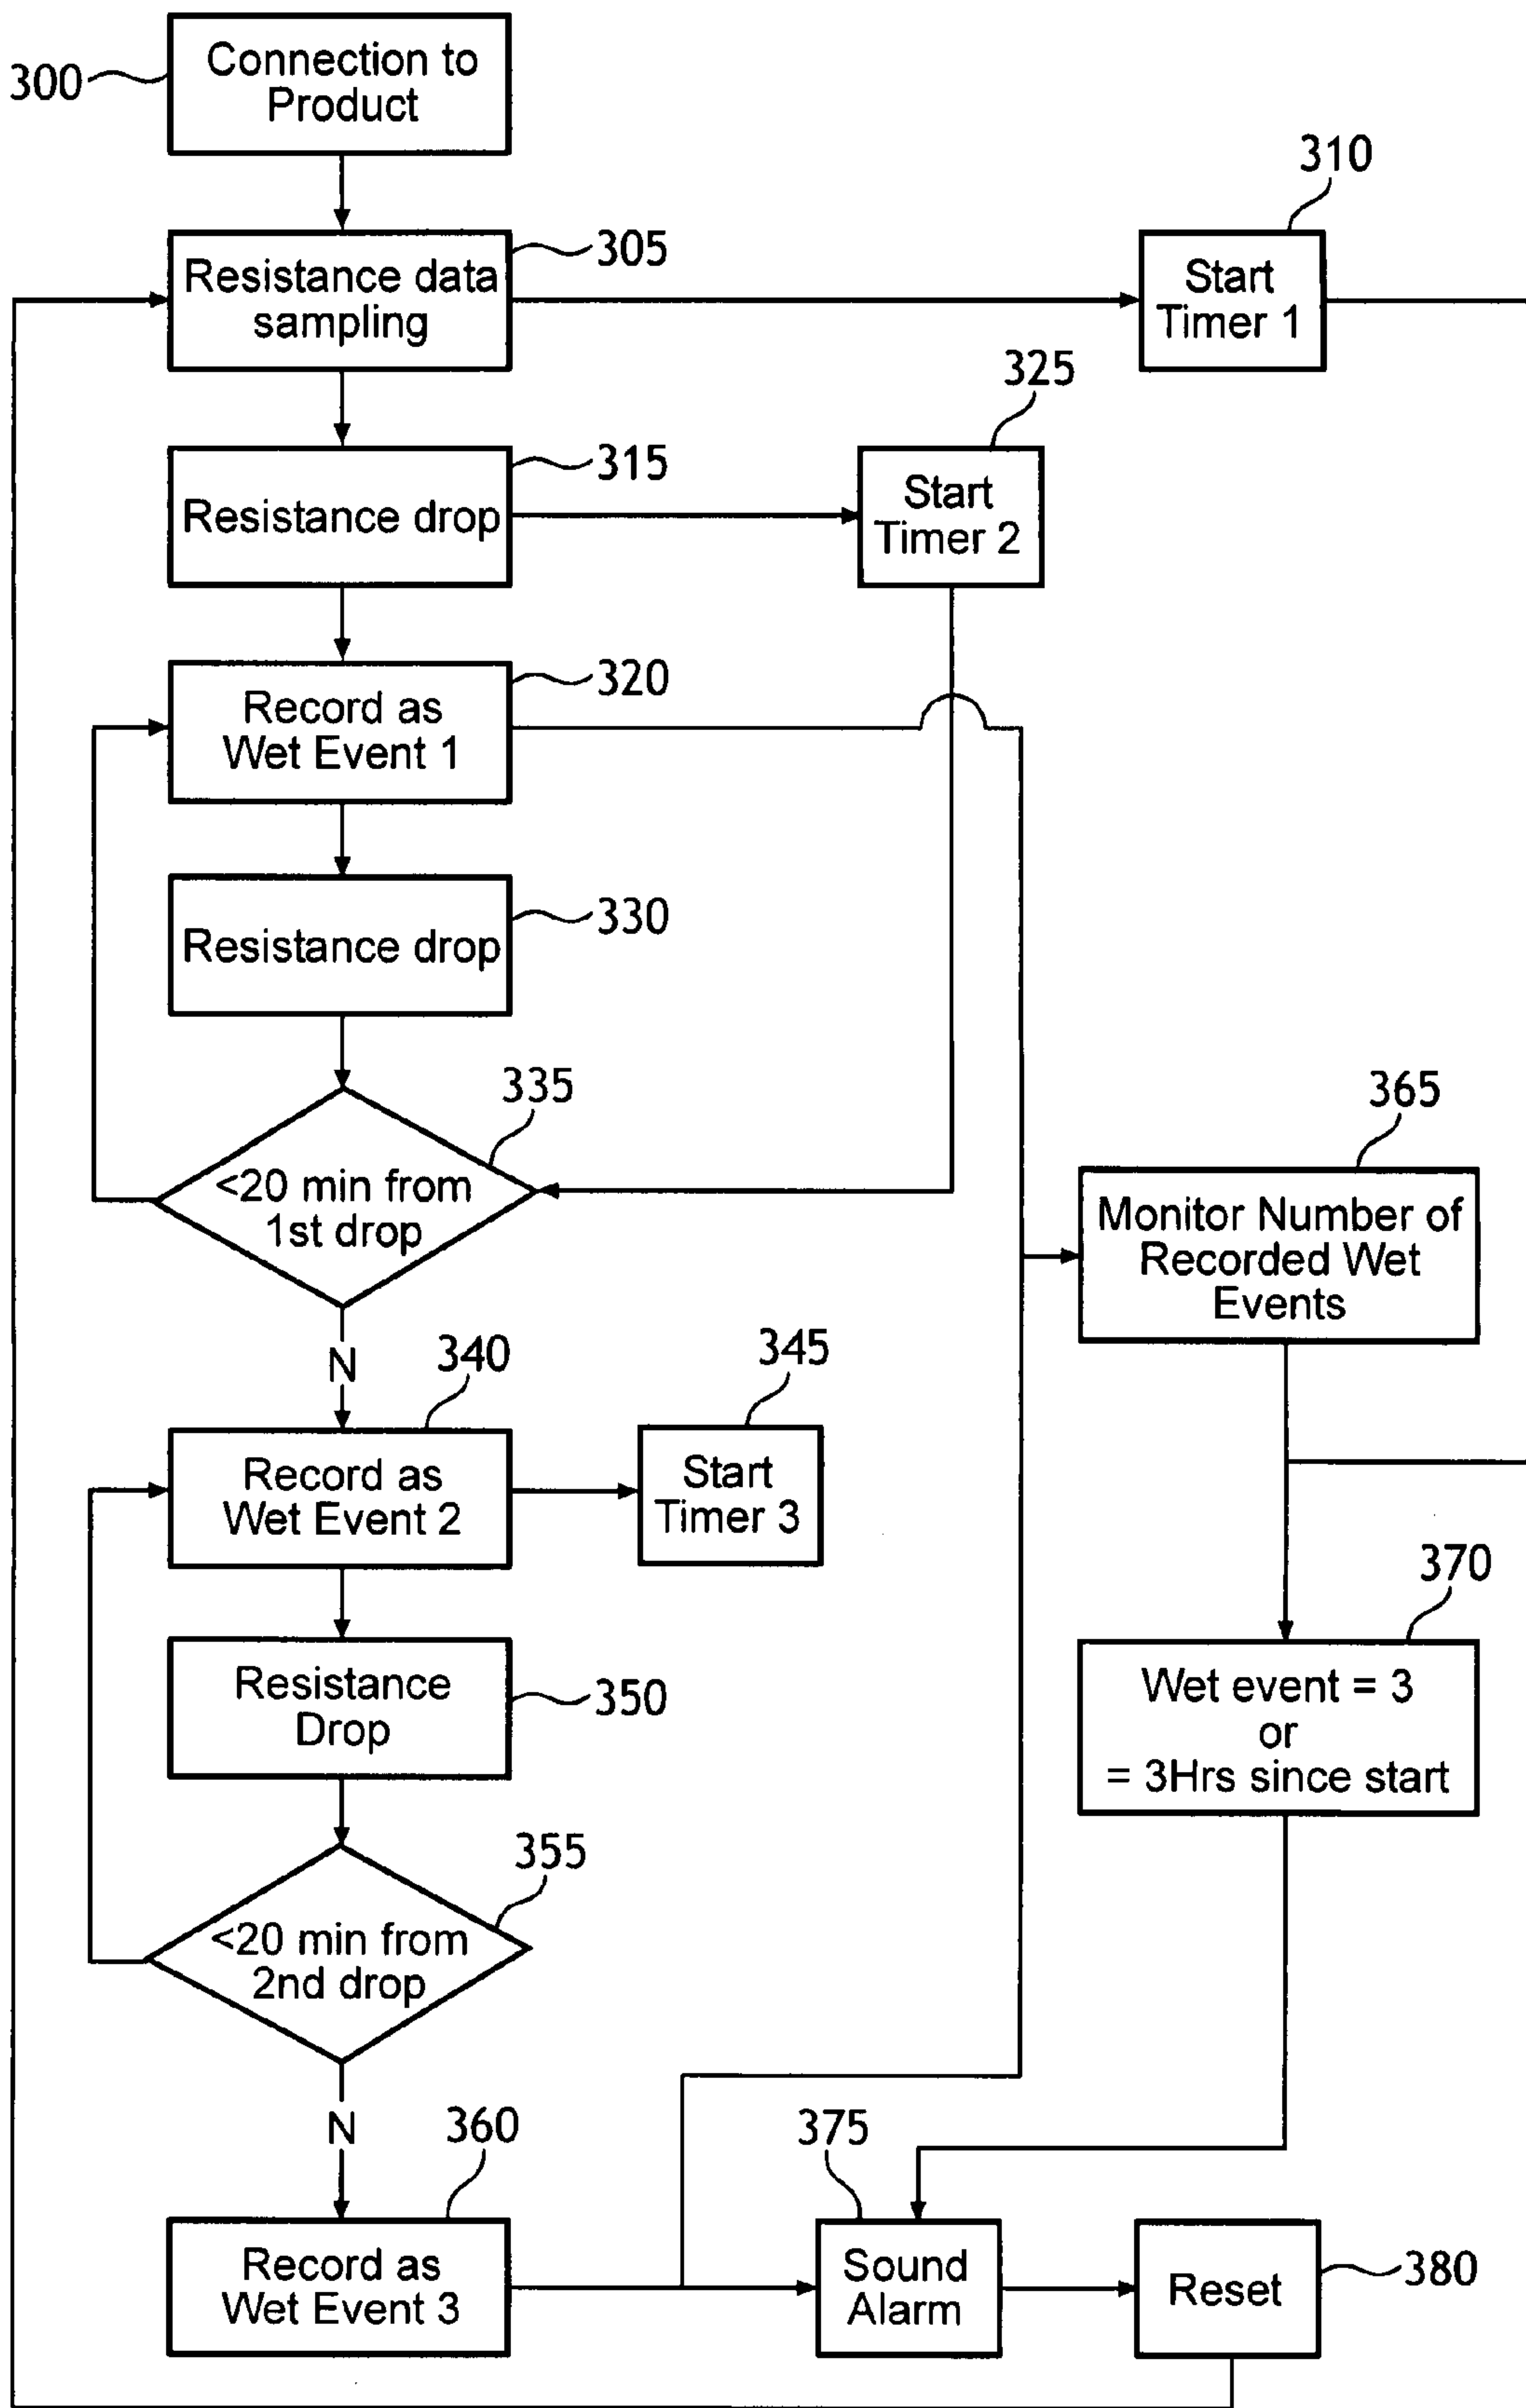 300
Connection to
Product
305
Resistance data
sampling
310
Start
Timer 1
315
Resistance drop
325
Start
Timer 2
320
Record as
Wet Event 1
330
Resistance drop
335
<20 min from
1st drop
N
340
Record as
Wet Event 2
345
Start
Timer 3
350
Resistance
Drop
355
<20 min from
2nd drop
N
360
Record as
Wet Event 3
365
Monitor Number of
Recorded Wet
Events
370
Wet event = 3
or
= 3Hrs since start
375
Sound
Alarm
380
Reset